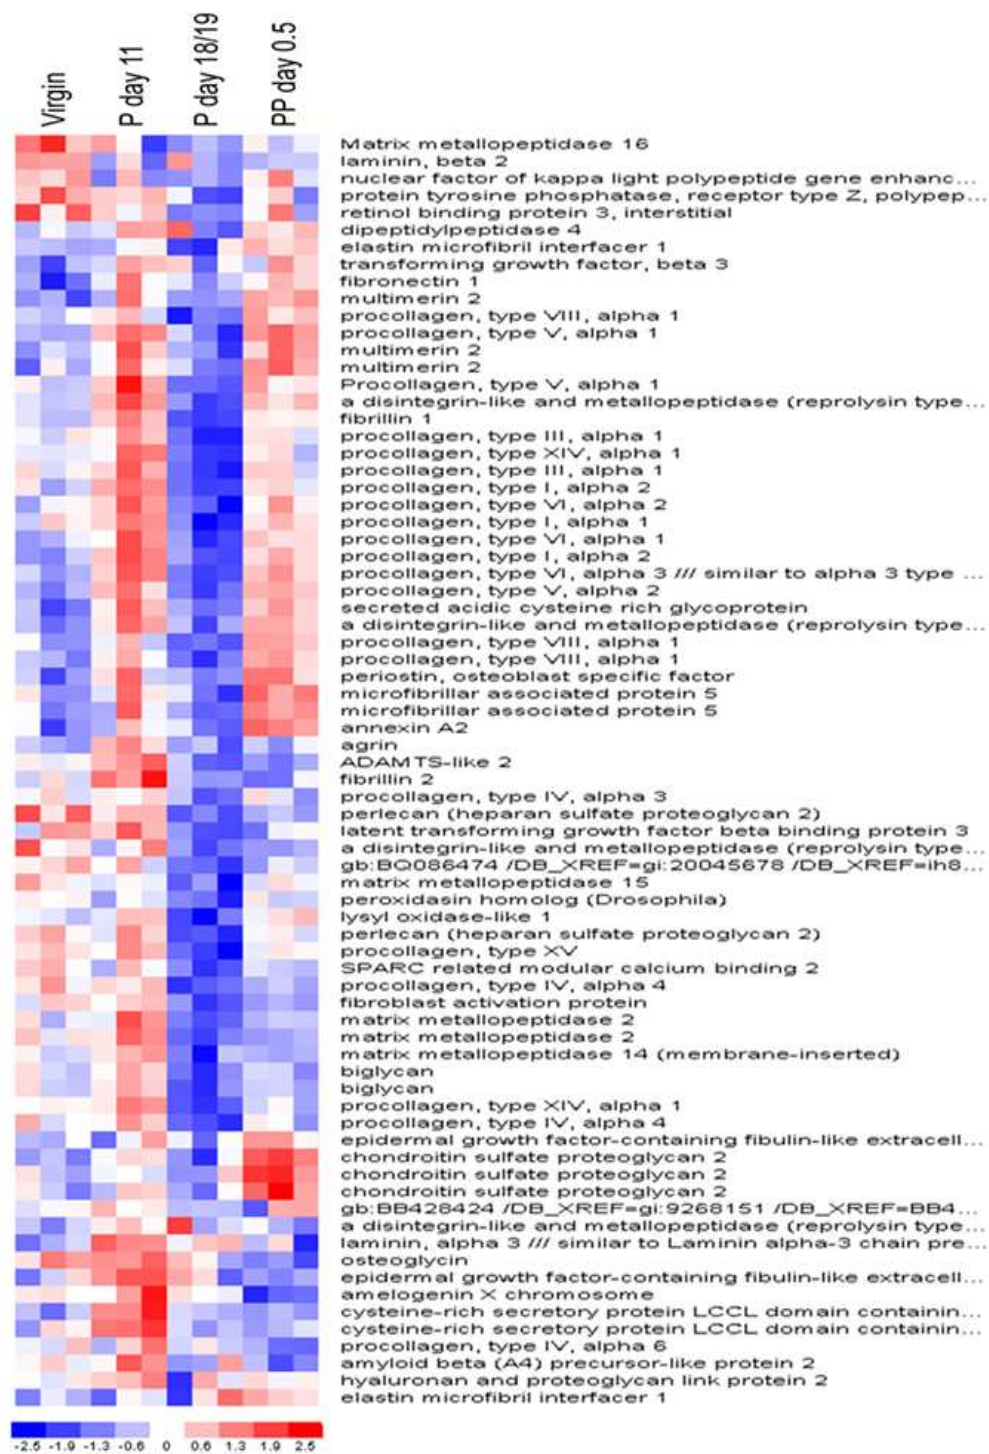 Virgin
P day 11
P day 18/19
PP day 0.5
Matrix metallopeptidase 16
laminin, beta 2
nuclear factor of kappa light polypeptide gene enhanc...
protein tyrosine phosphatase, receptor type Z, polypep...
retinol binding protein 3, interstitial
dipeptidylpeptidase 4
elastin microfibril interfacer 1
transforming growth factor, beta 3
fibronectin 1
multimerin 2
procollagen, type VIII, alpha 1
procollagen, type V, alpha 1
multimerin 2
multimerin 2
Procollagen, type V, alpha 1
a disintegrin-like and metallopeptidase (reprolysin type...
fibrillin 1
procollagen, type III, alpha 1
procollagen, type XIV, alpha 1
procollagen, type III, alpha 1
procollagen, type I, alpha 2
procollagen, type VI, alpha 2
procollagen, type I, alpha 1
procollagen, type VI, alpha 1
procollagen, type I, alpha 2
procollagen, type VI, alpha 3 /// similar to alpha 3 type ...
procollagen, type V, alpha 2
secreted acidic cysteine rich glycoprotein
a disintegrin-like and metallopeptidase (reprolysin type...
procollagen, type VIII, alpha 1
procollagen, type VIII, alpha 1
periostin, osteoblast specific factor
microfibrillar associated protein 5
microfibrillar associated protein 5
annexin A2
agrin
ADAMTS-like 2
fibrillin 2
procollagen, type IV, alpha 3
perlecan (heparan sulfate proteoglycan 2)
latent transforming growth factor beta binding protein 3
a disintegrin-like and metallopeptidase (reprolysin type...
gb:BQ086474 /DB_XREF=gi:20045678 /DB_XREF=ih8...
matrix metallopeptidase 15
peroxidasin homolog (Drosophila)
lysyl oxidase-like 1
perlecan (heparan sulfate proteoglycan 2)
procollagen, type XV
SPARC related modular calcium binding 2
procollagen, type IV, alpha 4
fibroblast activation protein
matrix metallopeptidase 2
matrix metallopeptidase 2
matrix metallopeptidase 14 (membrane-inserted)
biglycan
biglycan
procollagen, type XIV, alpha 1
procollagen, type IV, alpha 4
epidermal growth factor-containing fibulin-like extracell...
chondroitin sulfate proteoglycan 2
chondroitin sulfate proteoglycan 2
chondroitin sulfate proteoglycan 2
gb:BB428424 /DB_XREF=gi:9268151 /DB_XREF=BB4...
a disintegrin-like and metallopeptidase (reprolysin type...
laminin, alpha 3 /// similar to Laminin alpha-3 chain pre...
osteoglycin
epidermal growth factor-containing fibulin-like extracell...
amelogenin X chromosome
cysteine-rich secretory protein LCCL domain containin...
cysteine-rich secretory protein LCCL domain containin...
procollagen, type IV, alpha 6
amyloid beta (A4) precursor-like protein 2
hyaluronan and proteoglycan link protein 2
elastin microfibril interfacer 1
-2.5 -1.9 -1.3 -0.6 0 0.6 1.3 1.9 2.5